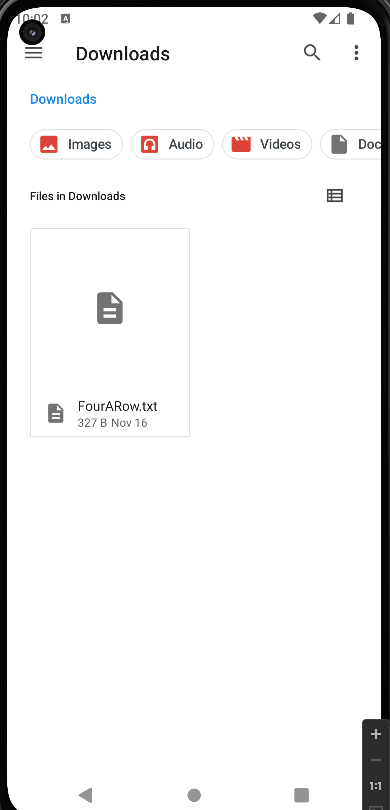 10:02
Downloads
Downloads
Images
Audio
Videos
Doc
Files in Downloads
FourARow.txt
327 B Nov 16
1:1